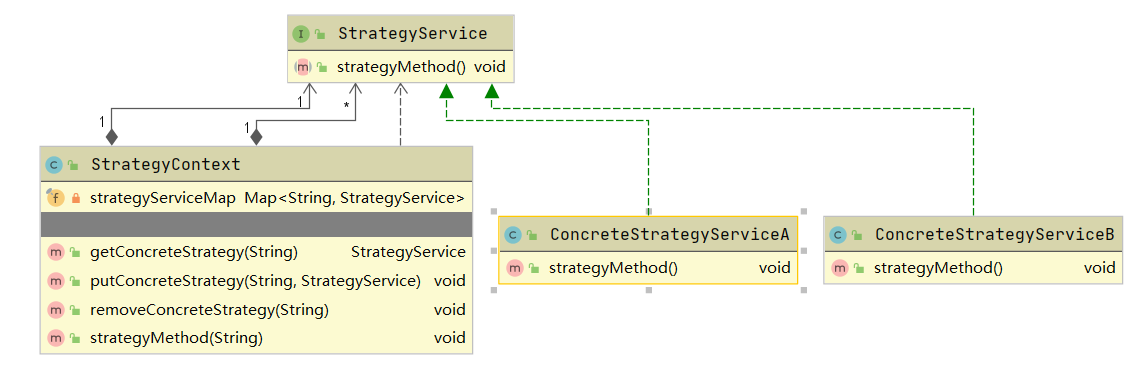 I StrategyService
m strategyMethod() void
1 * 
1 1
C StrategyContext
f strategyServiceMap Map<String, StrategyService>
m getConcreteStrategy(String) StrategyService
m putConcreteStrategy(String, StrategyService) void
m removeConcreteStrategy(String) void
m strategyMethod(String) void
C ConcreteStrategyServiceA
m strategyMethod() void
C ConcreteStrategyServiceB
m strategyMethod() void